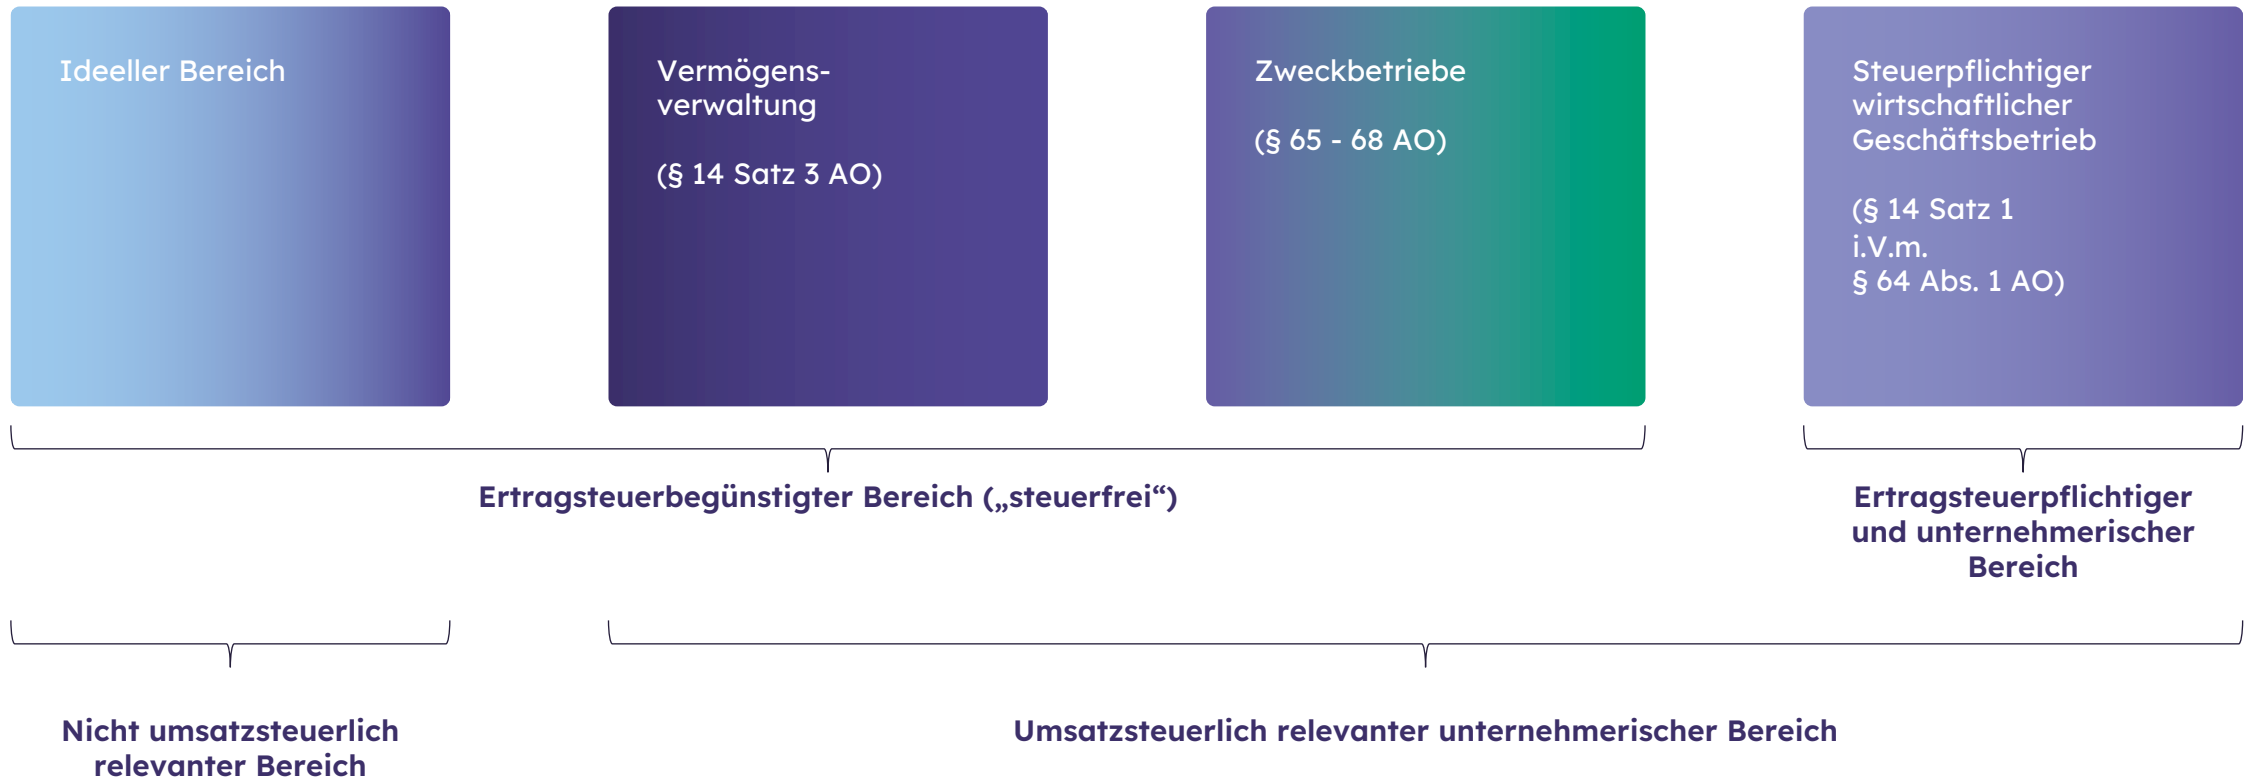 Ideeller Bereich
Vermögens-
verwaltung
(§ 14 Satz 3 AO)
Zweckbetriebe
(§ 65 - 68 AO)
Steuerpflichtiger
wirtschaftlicher
Geschäftsbetrieb
(§ 14 Satz 1
i.V.m.
§ 64 Abs. 1 AO)
Ertragsteuerbegünstigter Bereich („steuerfrei“)
Ertragsteuerpflichtiger
und unternehmerischer
Bereich
Nicht umsatzsteuerlich
relevanter Bereich
Umsatzsteuerlich relevanter unternehmerischer Bereich